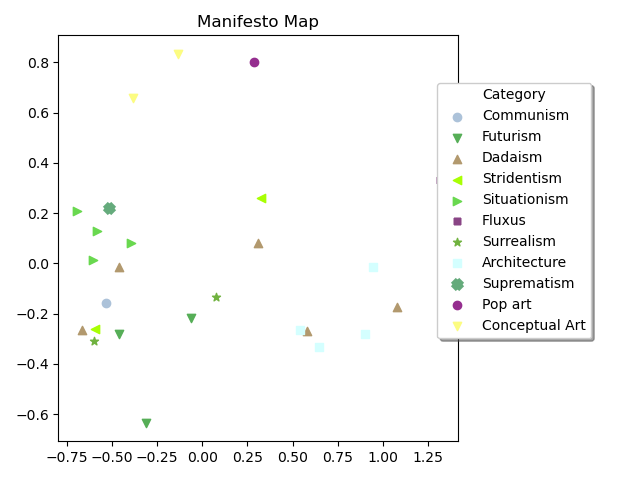 Manifesto Map
0.8
0.6
0.4
0.2
0.0
−0.2
−0.4
−0.6
−0.75
−0.50
−0.25
0.00
0.25
0.50
0.75
1.00
1.25
Category
Communism
Futurism
Dadaism
Stridentism
Situationism
Fluxus
Surrealism
Architecture
Suprematism
Pop art
Conceptual Art